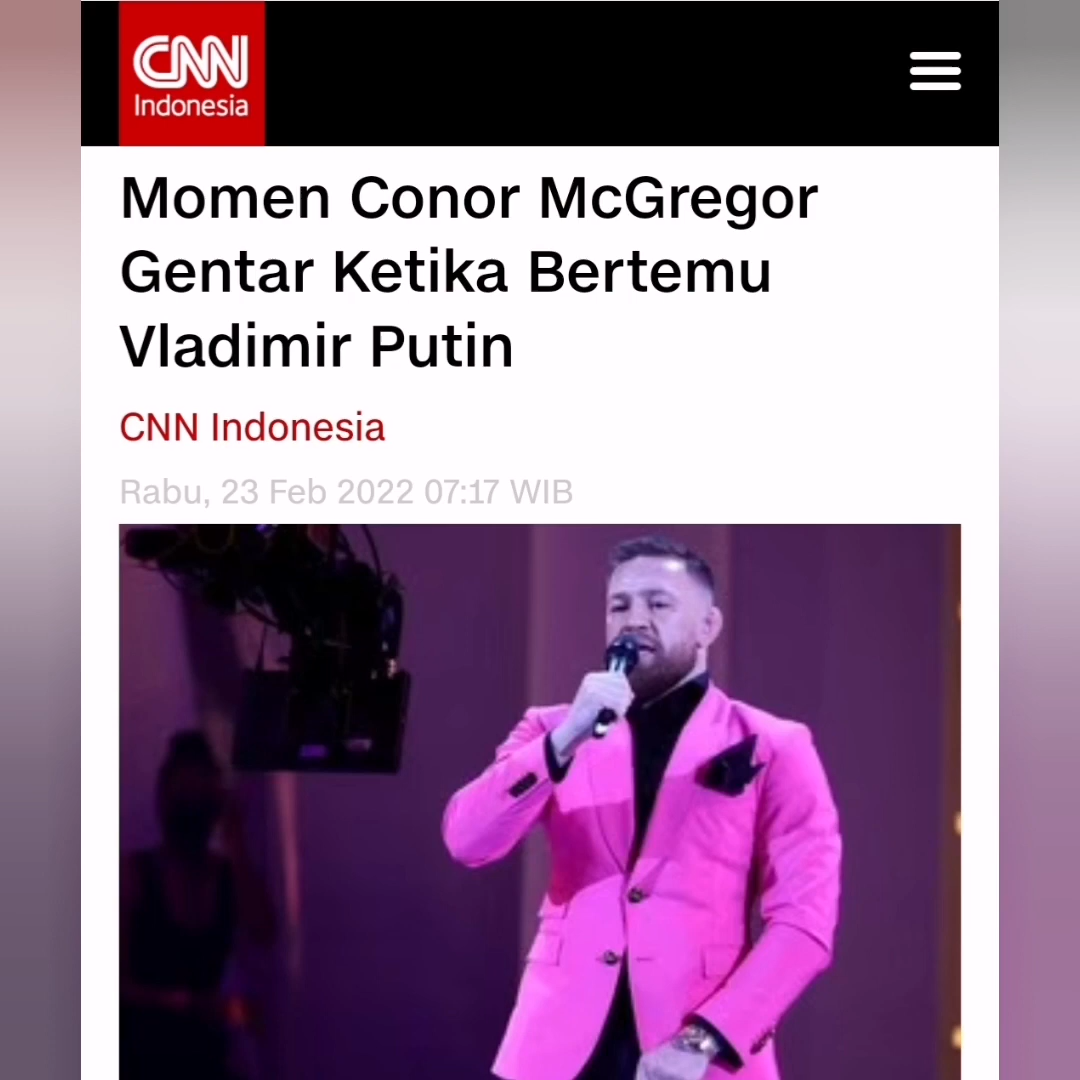 CNN
Indonesia
Momen Conor McGregor
Gentar Ketika Bertemu
Vladimir Putin
CNN Indonesia
Rabu, 23 Feb 2022 07:17 WIB